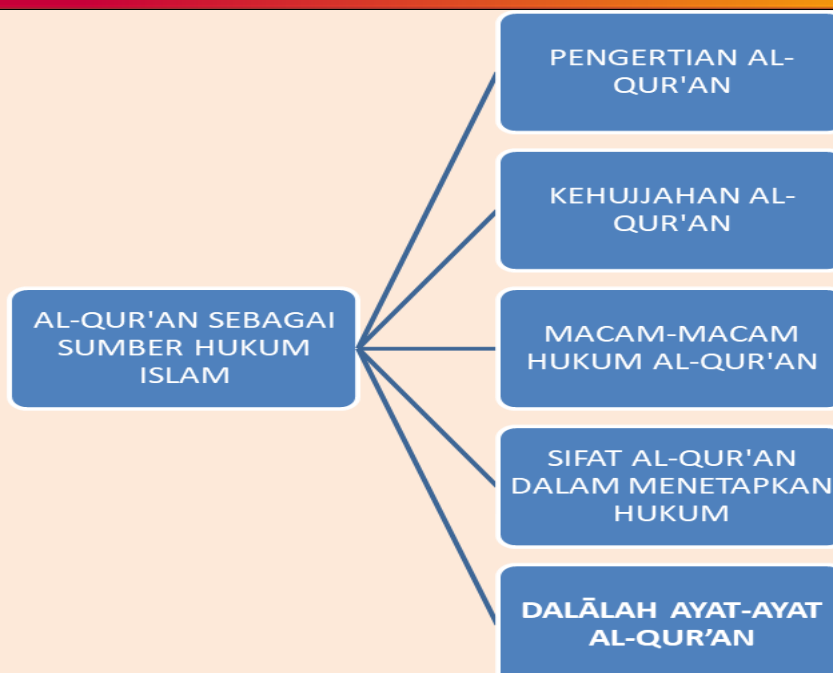 PENGERTIAN AL-
QUR'AN
KEHUJJAHAN AL-
QUR'AN
AL-QUR'AN SEBAGAI
SUMBER HUKUM
ISLAM
MACAM-MACAM
HUKUM AL-QUR'AN
SIFAT AL-QUR'AN
DALAM MENETAPKAN
HUKUM
DALĀLAH AYAT-AYAT
AL-QUR’AN